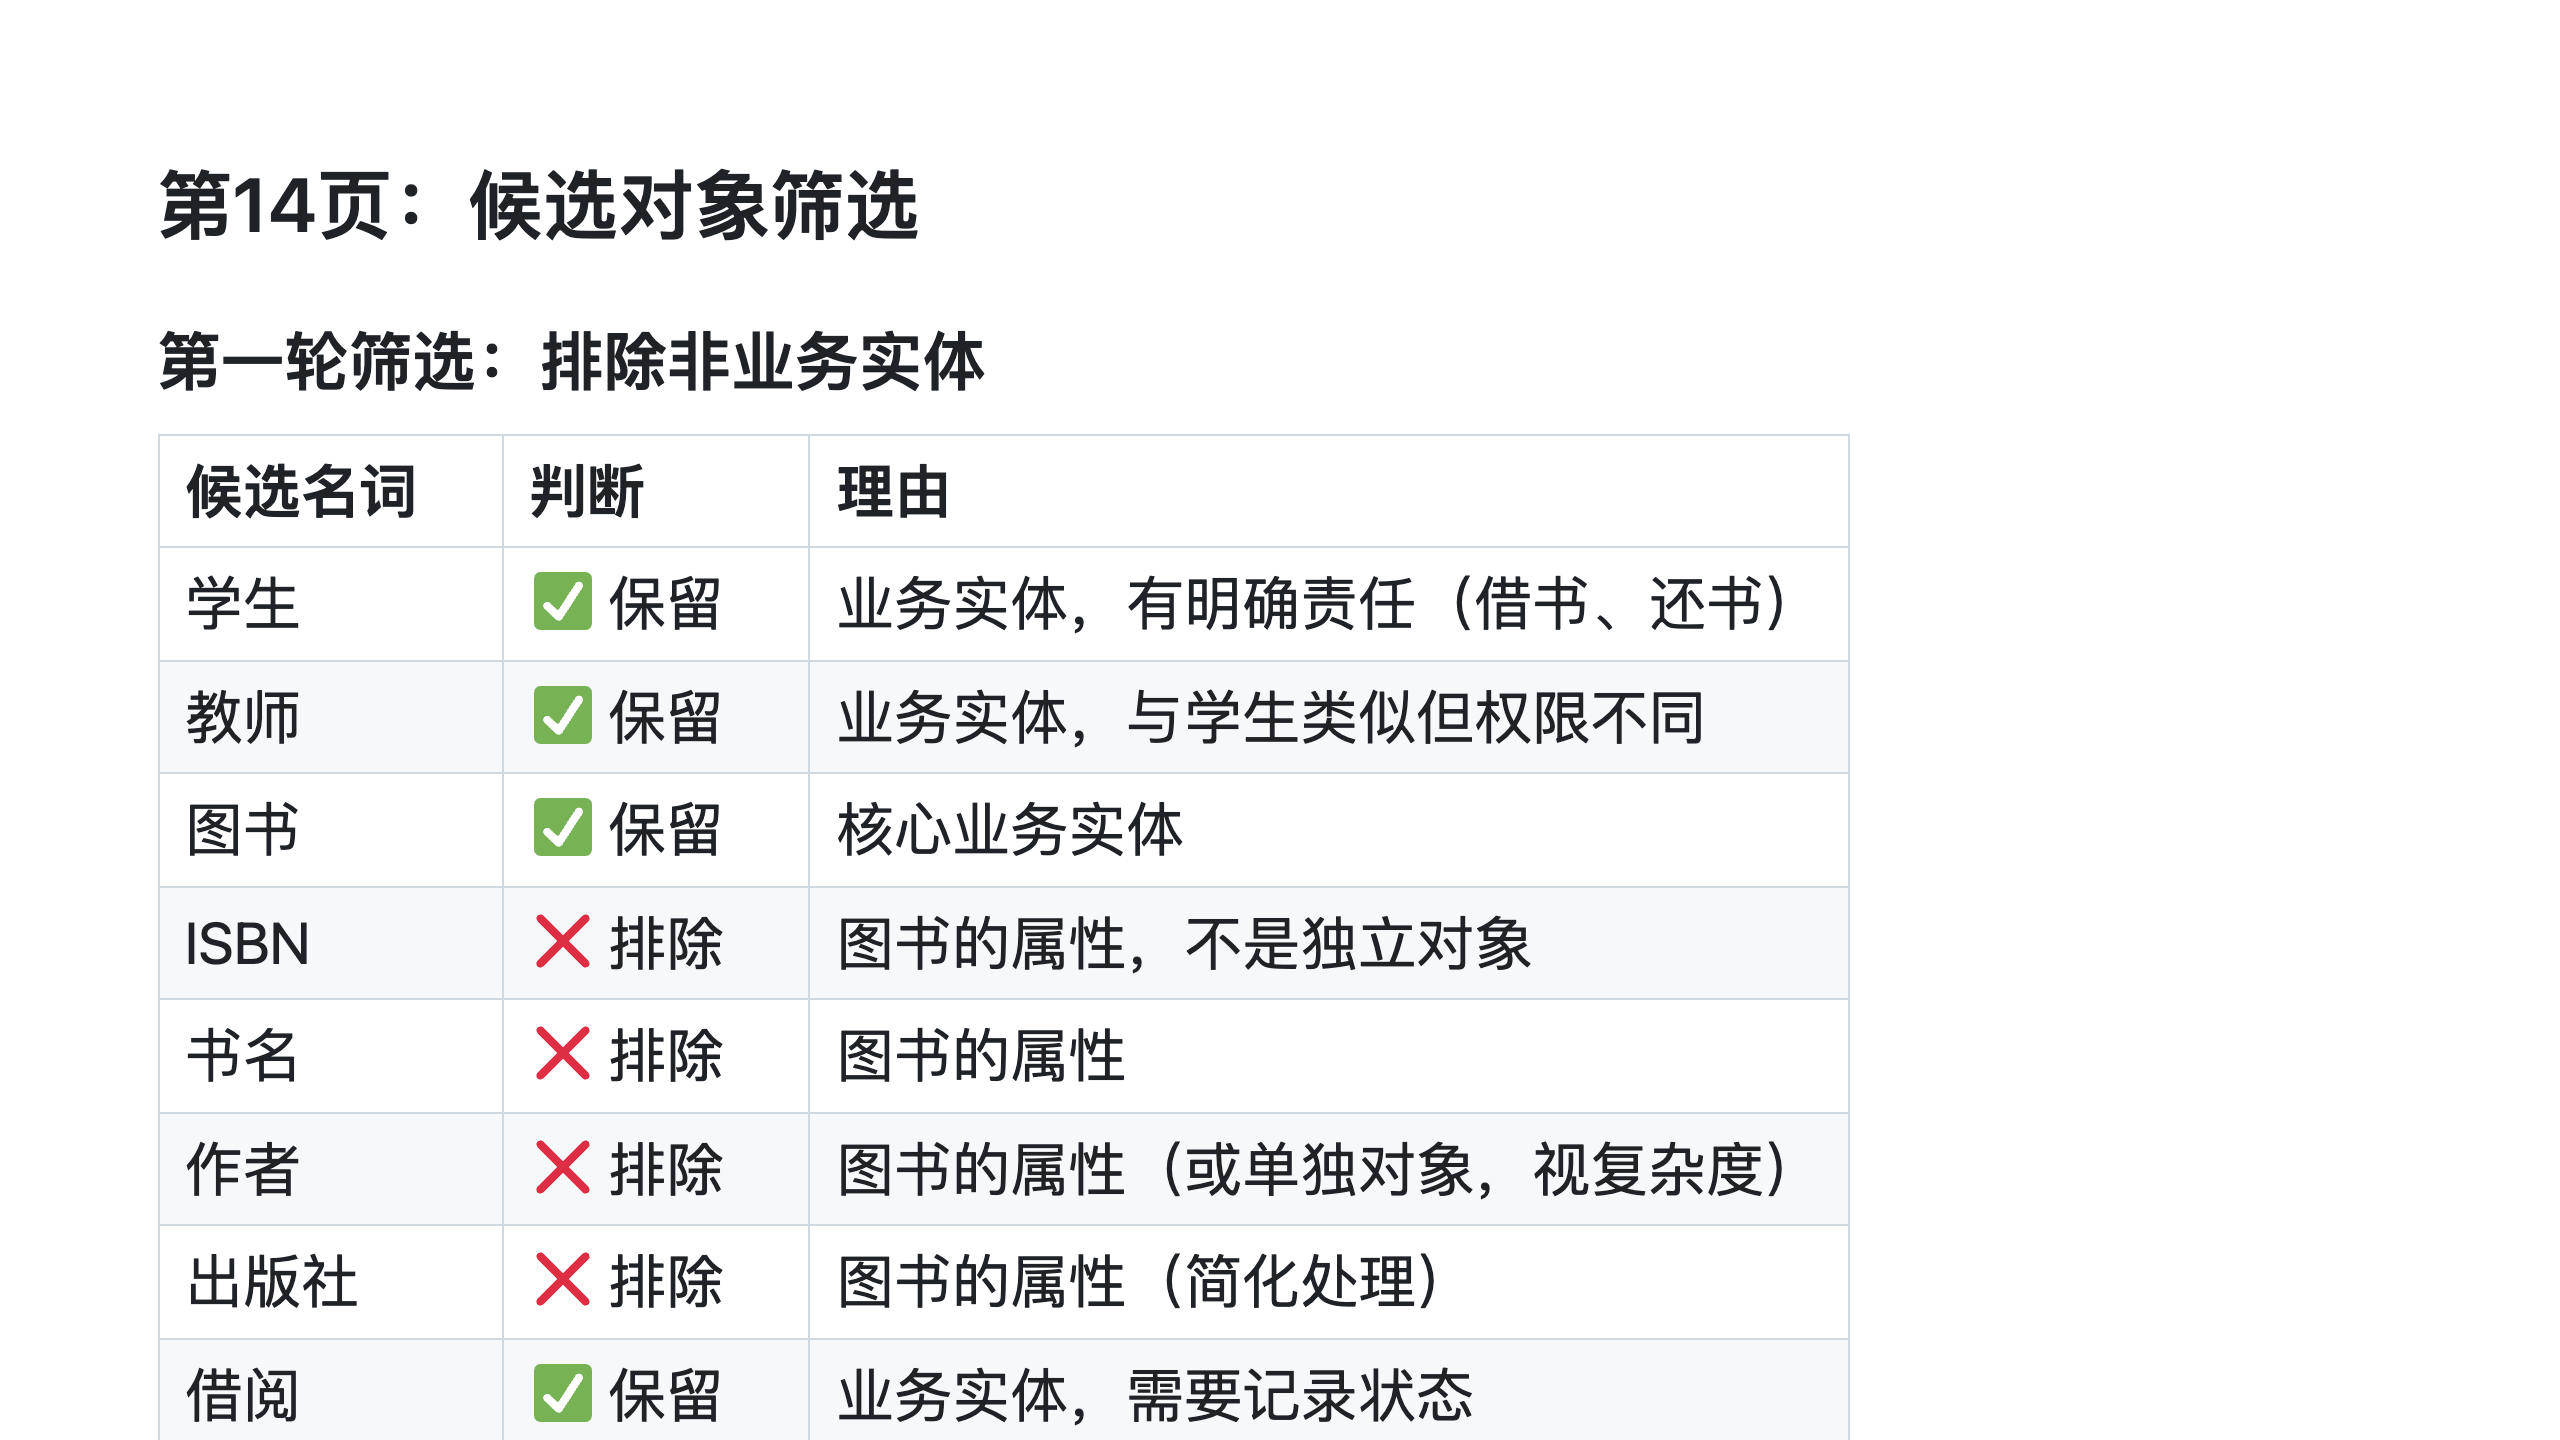 第14页：候选对象筛选
第一轮筛选：排除非业务实体
候选名词 判断 理由
学生 ✅ 保留 业务实体，有明确责任（借书、还书）
教师 ✅ 保留 业务实体，与学生类似但权限不同
图书 ✅ 保留 核心业务实体
ISBN ❌ 排除 图书的属性，不是独立对象
书名 ❌ 排除 图书的属性
作者 ❌ 排除 图书的属性（或单独对象，视复杂度）
出版社 ❌ 排除 图书的属性（简化处理）
借阅 ✅ 保留 业务实体，需要记录状态